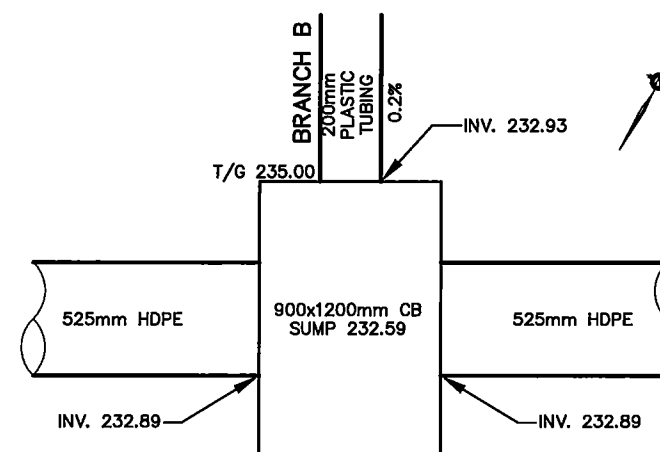 BRANCH B
200mm
PLASTIC
TUBING
0.2%
INV. 232.93
T/G 235.00
525mm HDPE
900x1200mm CB
SUMP 232.59
525mm HDPE
INV. 232.89
INV. 232.89